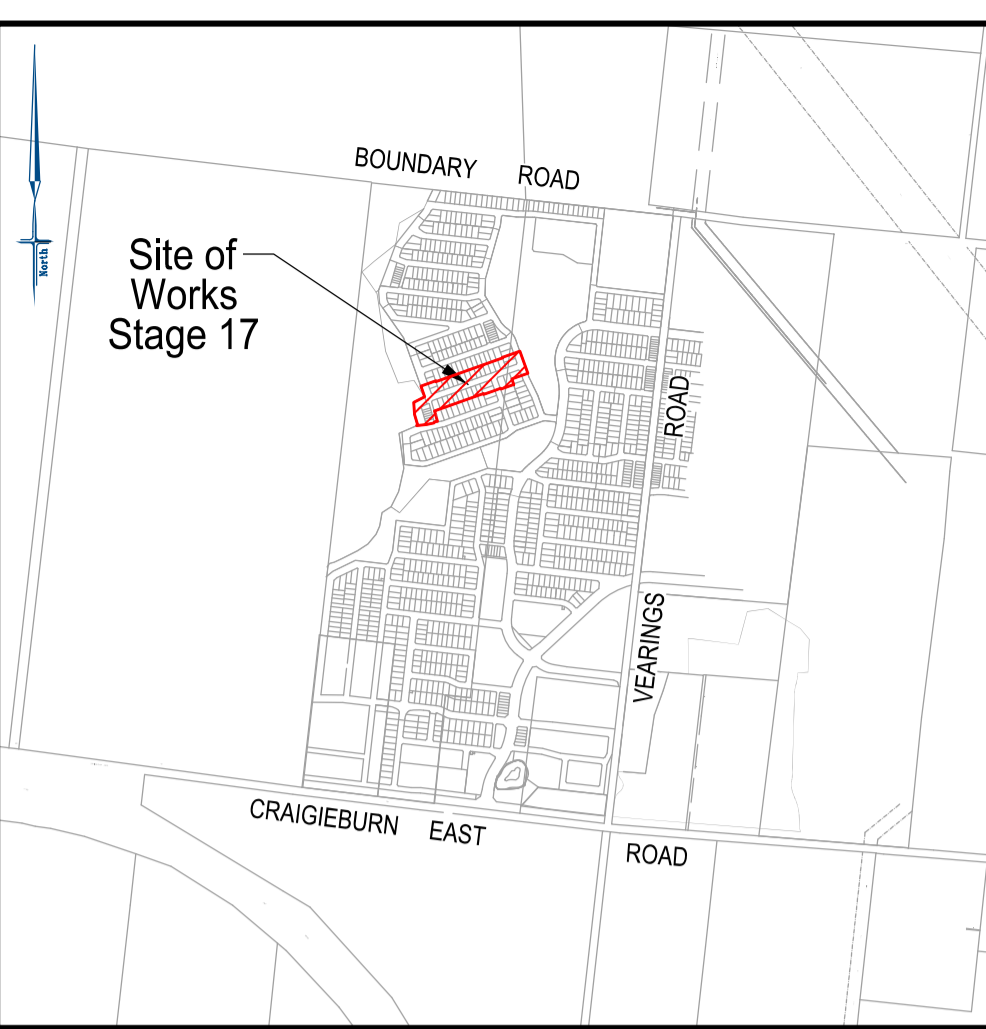 BOUNDARY ROAD
North
Site of
Works
Stage 17
ROAD
VEARINGS
CRAIGIEBURN EAST
ROAD